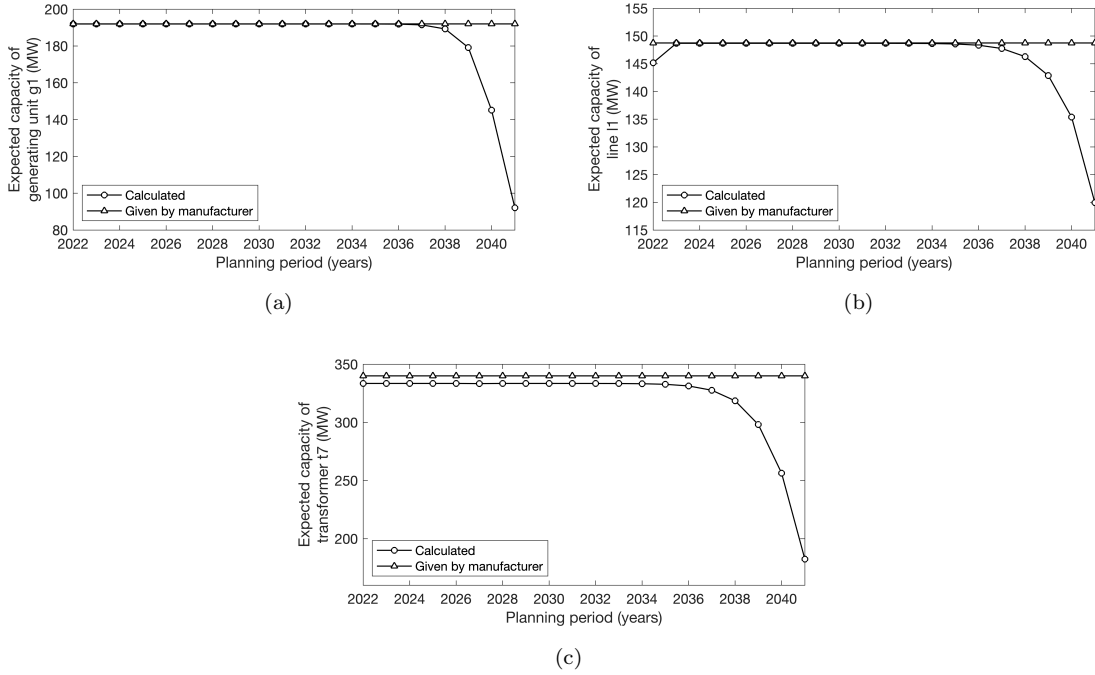 200
180
160
140
120
100
80
Expected capacity of
generating unit g1 (MW)
Calculated
Given by manufacturer
2022 2024 2026 2028 2030 2032 2034 2036 2038 2040
Planning period (years)
(a)
155
150
145
140
135
130
125
120
115
Expected capacity of
line l1 (MW)
Calculated
Given by manufacturer
2022 2024 2026 2028 2030 2032 2034 2036 2038 2040
Planning period (years)
(b)
350
300
250
200
Expected capacity of
transformer t7 (MW)
Calculated
Given by manufacturer
2022 2024 2026 2028 2030 2032 2034 2036 2038 2040
Planning period (years)
(c)